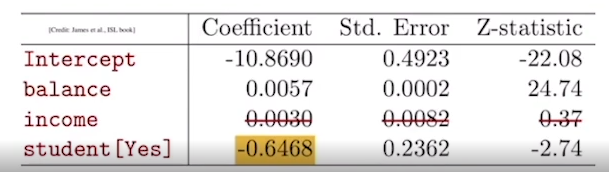 [Credit: James et al., ISL book] Coefficient Std. Error Z-statistic
Intercept -10.8690 0.4923 -22.08
balance 0.0057 0.0002 24.74
income 0.0030 0.0082 0.37
student[Yes] -0.6468 0.2362 -2.74